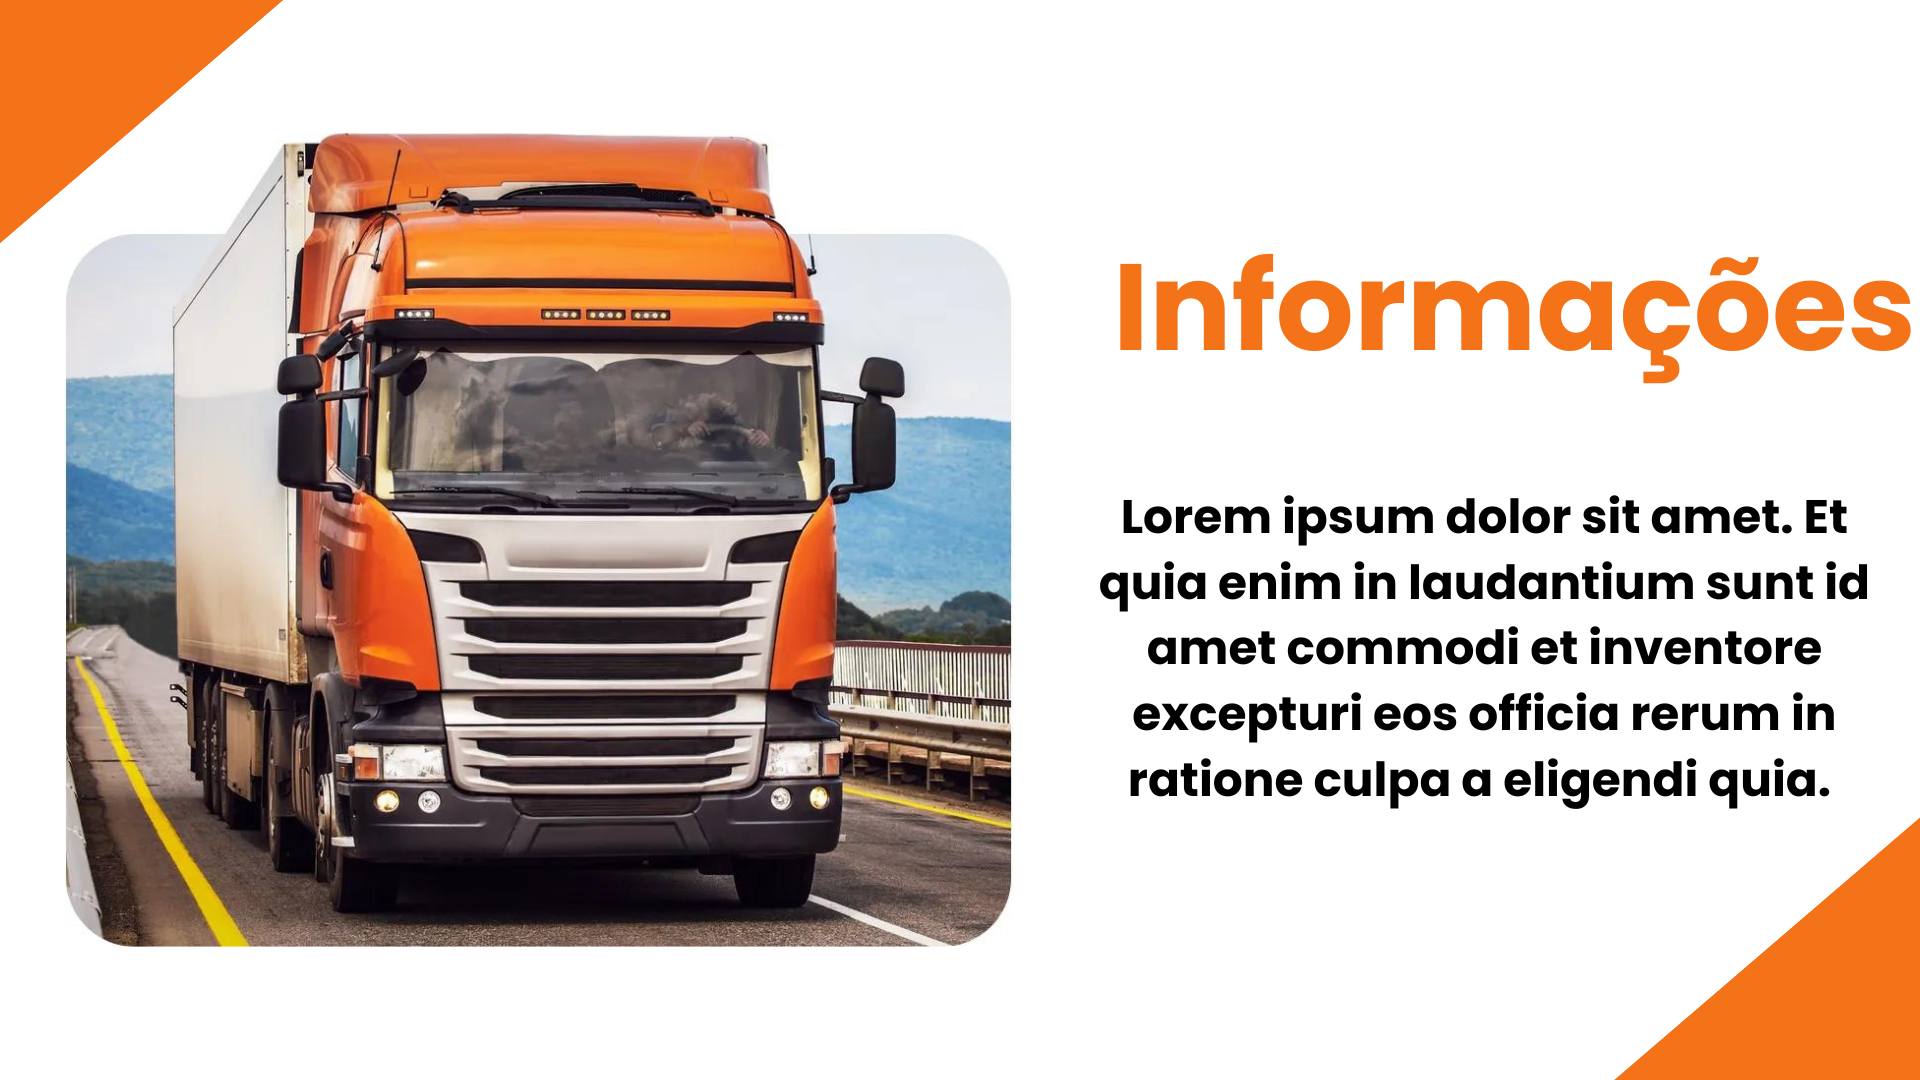 Informações
Lorem ipsum dolor sit amet. Et
quia enim in laudantium sunt id
amet commodi et inventore
excepturi eos officia rerum in
ratione culpa a eligendi quia.